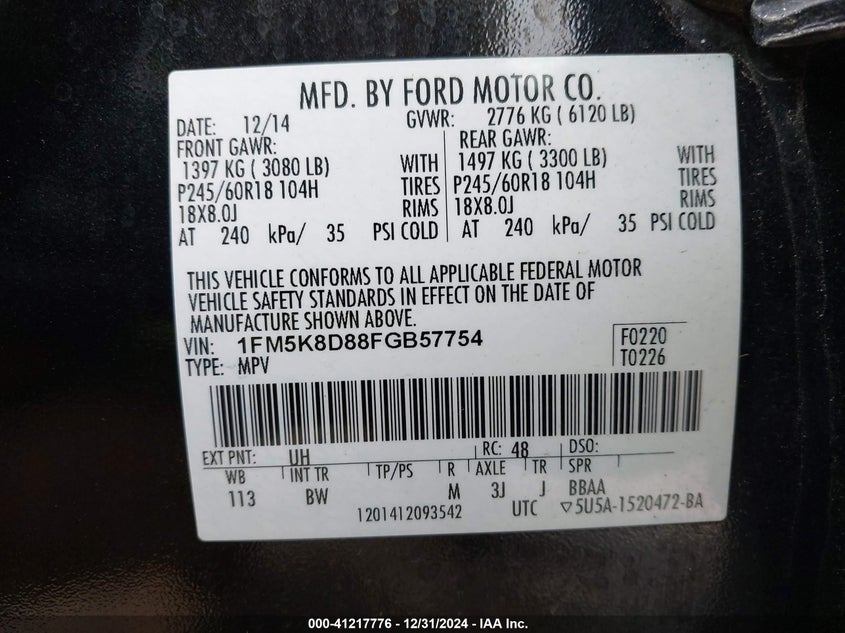 MFD. BY FORD MOTOR CO.
DATE: 12/14 GVWR: 2776 KG ( 6120 LB)
FRONT GAWR: REAR GAWR:
1397 KG ( 3080 LB) WITH 1497 KG ( 3300 LB) WITH
P245/60R18 104H TIRES P245/60R18 104H TIRES
18X8.0J RIMS 18X8.0J RIMS
AT 240 kPa/ 35 PSI COLD AT 240 kPa/ 35 PSI COLD
THIS VEHICLE CONFORMS TO ALL APPLICABLE FEDERAL MOTOR
VEHICLE SAFETY STANDARDS IN EFFECT ON THE DATE OF
MANUFACTURE SHOWN ABOVE.
VIN: 1FM5K8D88FGB57754 F0220
TYPE: MPV T0226
EXT PNT: UH RC: 48 DSO:
WB INT TR TP/PS R AXLE TR SPR
113 BW M 3J J BBAA
1201412093542 UTC ▽5U5A-1520472-BA
000-41217776 - 12/31/2024 - IAA Inc.